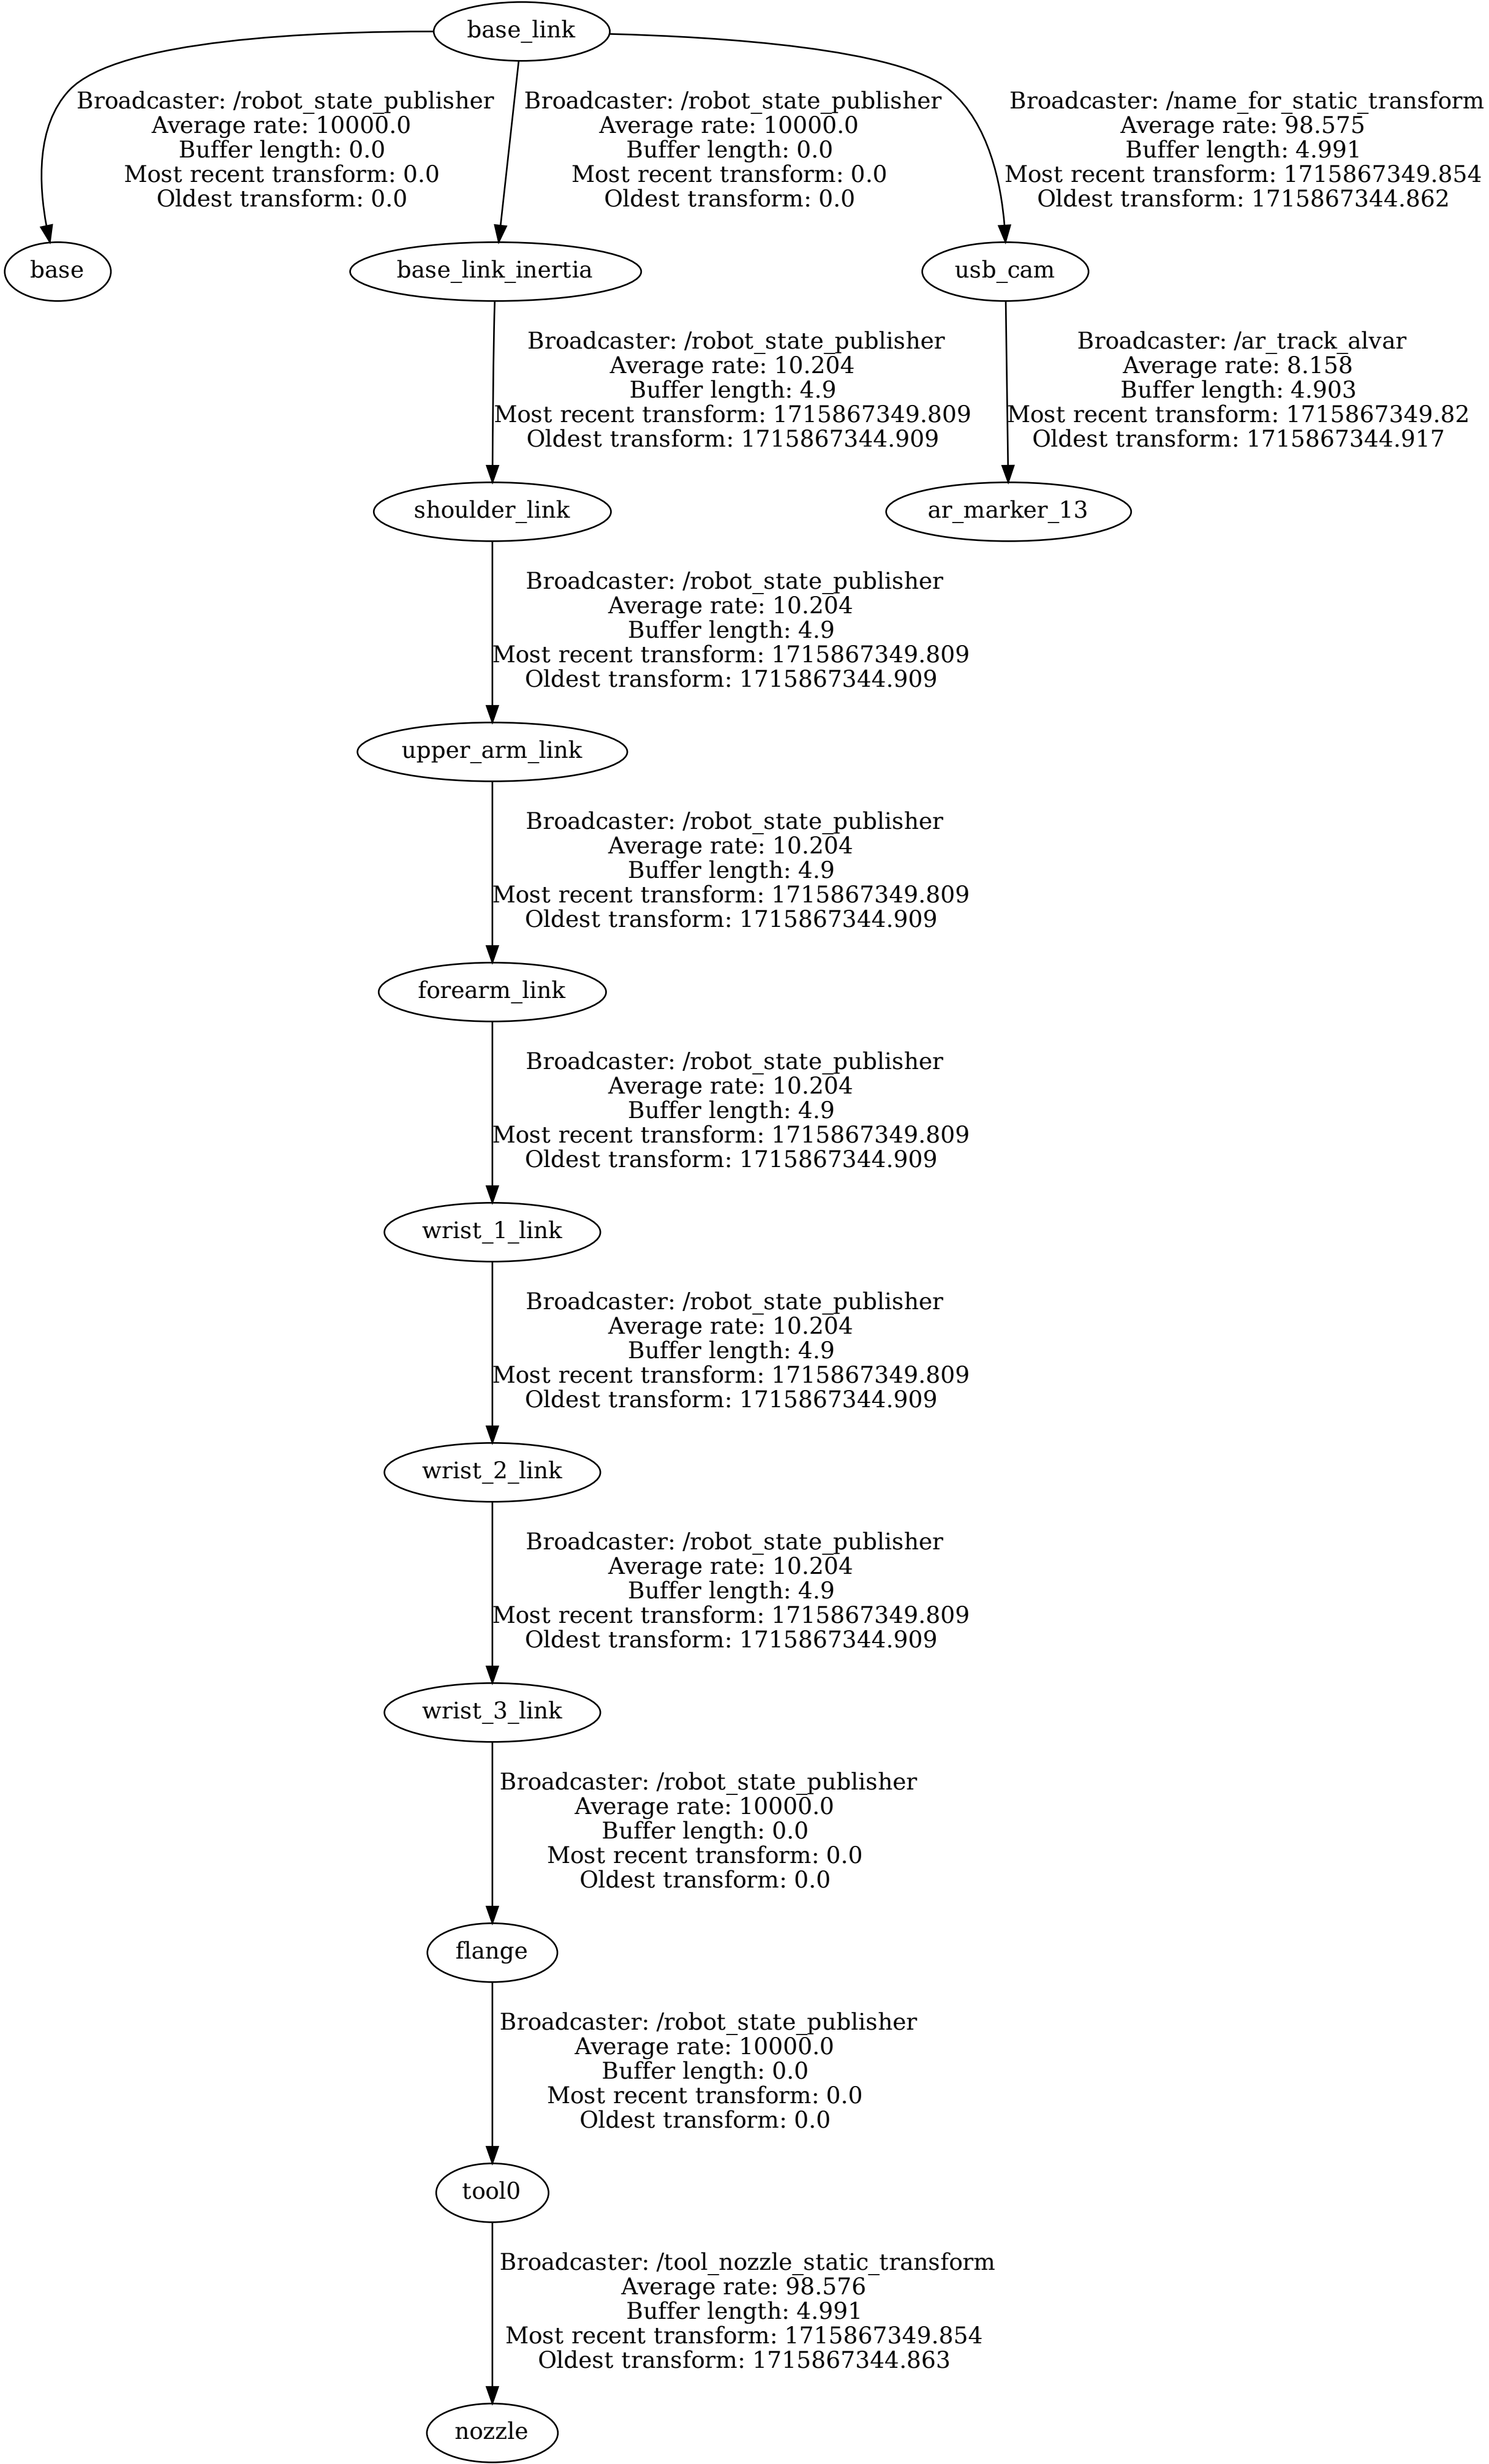 base_link
Broadcaster: /robot_state_publisher
Average rate: 10000.0
Buffer length: 0.0
Most recent transform: 0.0
Oldest transform: 0.0
Broadcaster: /robot_state_publisher
Average rate: 10000.0
Buffer length: 0.0
Most recent transform: 0.0
Oldest transform: 0.0
Broadcaster: /name_for_static_transform
Average rate: 98.575
Buffer length: 4.991
Most recent transform: 1715867349.854
Oldest transform: 1715867344.862
base
base_link_inertia
usb_cam
Broadcaster: /robot_state_publisher
Average rate: 10.204
Buffer length: 4.9
Most recent transform: 1715867349.809
Oldest transform: 1715867344.909
Broadcaster: /ar_track_alvar
Average rate: 8.158
Buffer length: 4.903
Most recent transform: 1715867349.82
Oldest transform: 1715867344.917
shoulder_link
ar_marker_13
Broadcaster: /robot_state_publisher
Average rate: 10.204
Buffer length: 4.9
Most recent transform: 1715867349.809
Oldest transform: 1715867344.909
upper_arm_link
Broadcaster: /robot_state_publisher
Average rate: 10.204
Buffer length: 4.9
Most recent transform: 1715867349.809
Oldest transform: 1715867344.909
forearm_link
Broadcaster: /robot_state_publisher
Average rate: 10.204
Buffer length: 4.9
Most recent transform: 1715867349.809
Oldest transform: 1715867344.909
wrist_1_link
Broadcaster: /robot_state_publisher
Average rate: 10.204
Buffer length: 4.9
Most recent transform: 1715867349.809
Oldest transform: 1715867344.909
wrist_2_link
Broadcaster: /robot_state_publisher
Average rate: 10.204
Buffer length: 4.9
Most recent transform: 1715867349.809
Oldest transform: 1715867344.909
wrist_3_link
Broadcaster: /robot_state_publisher
Average rate: 10000.0
Buffer length: 0.0
Most recent transform: 0.0
Oldest transform: 0.0
flange
Broadcaster: /robot_state_publisher
Average rate: 10000.0
Buffer length: 0.0
Most recent transform: 0.0
Oldest transform: 0.0
tool0
Broadcaster: /tool_nozzle_static_transform
Average rate: 98.576
Buffer length: 4.991
Most recent transform: 1715867349.854
Oldest transform: 1715867344.863
nozzle